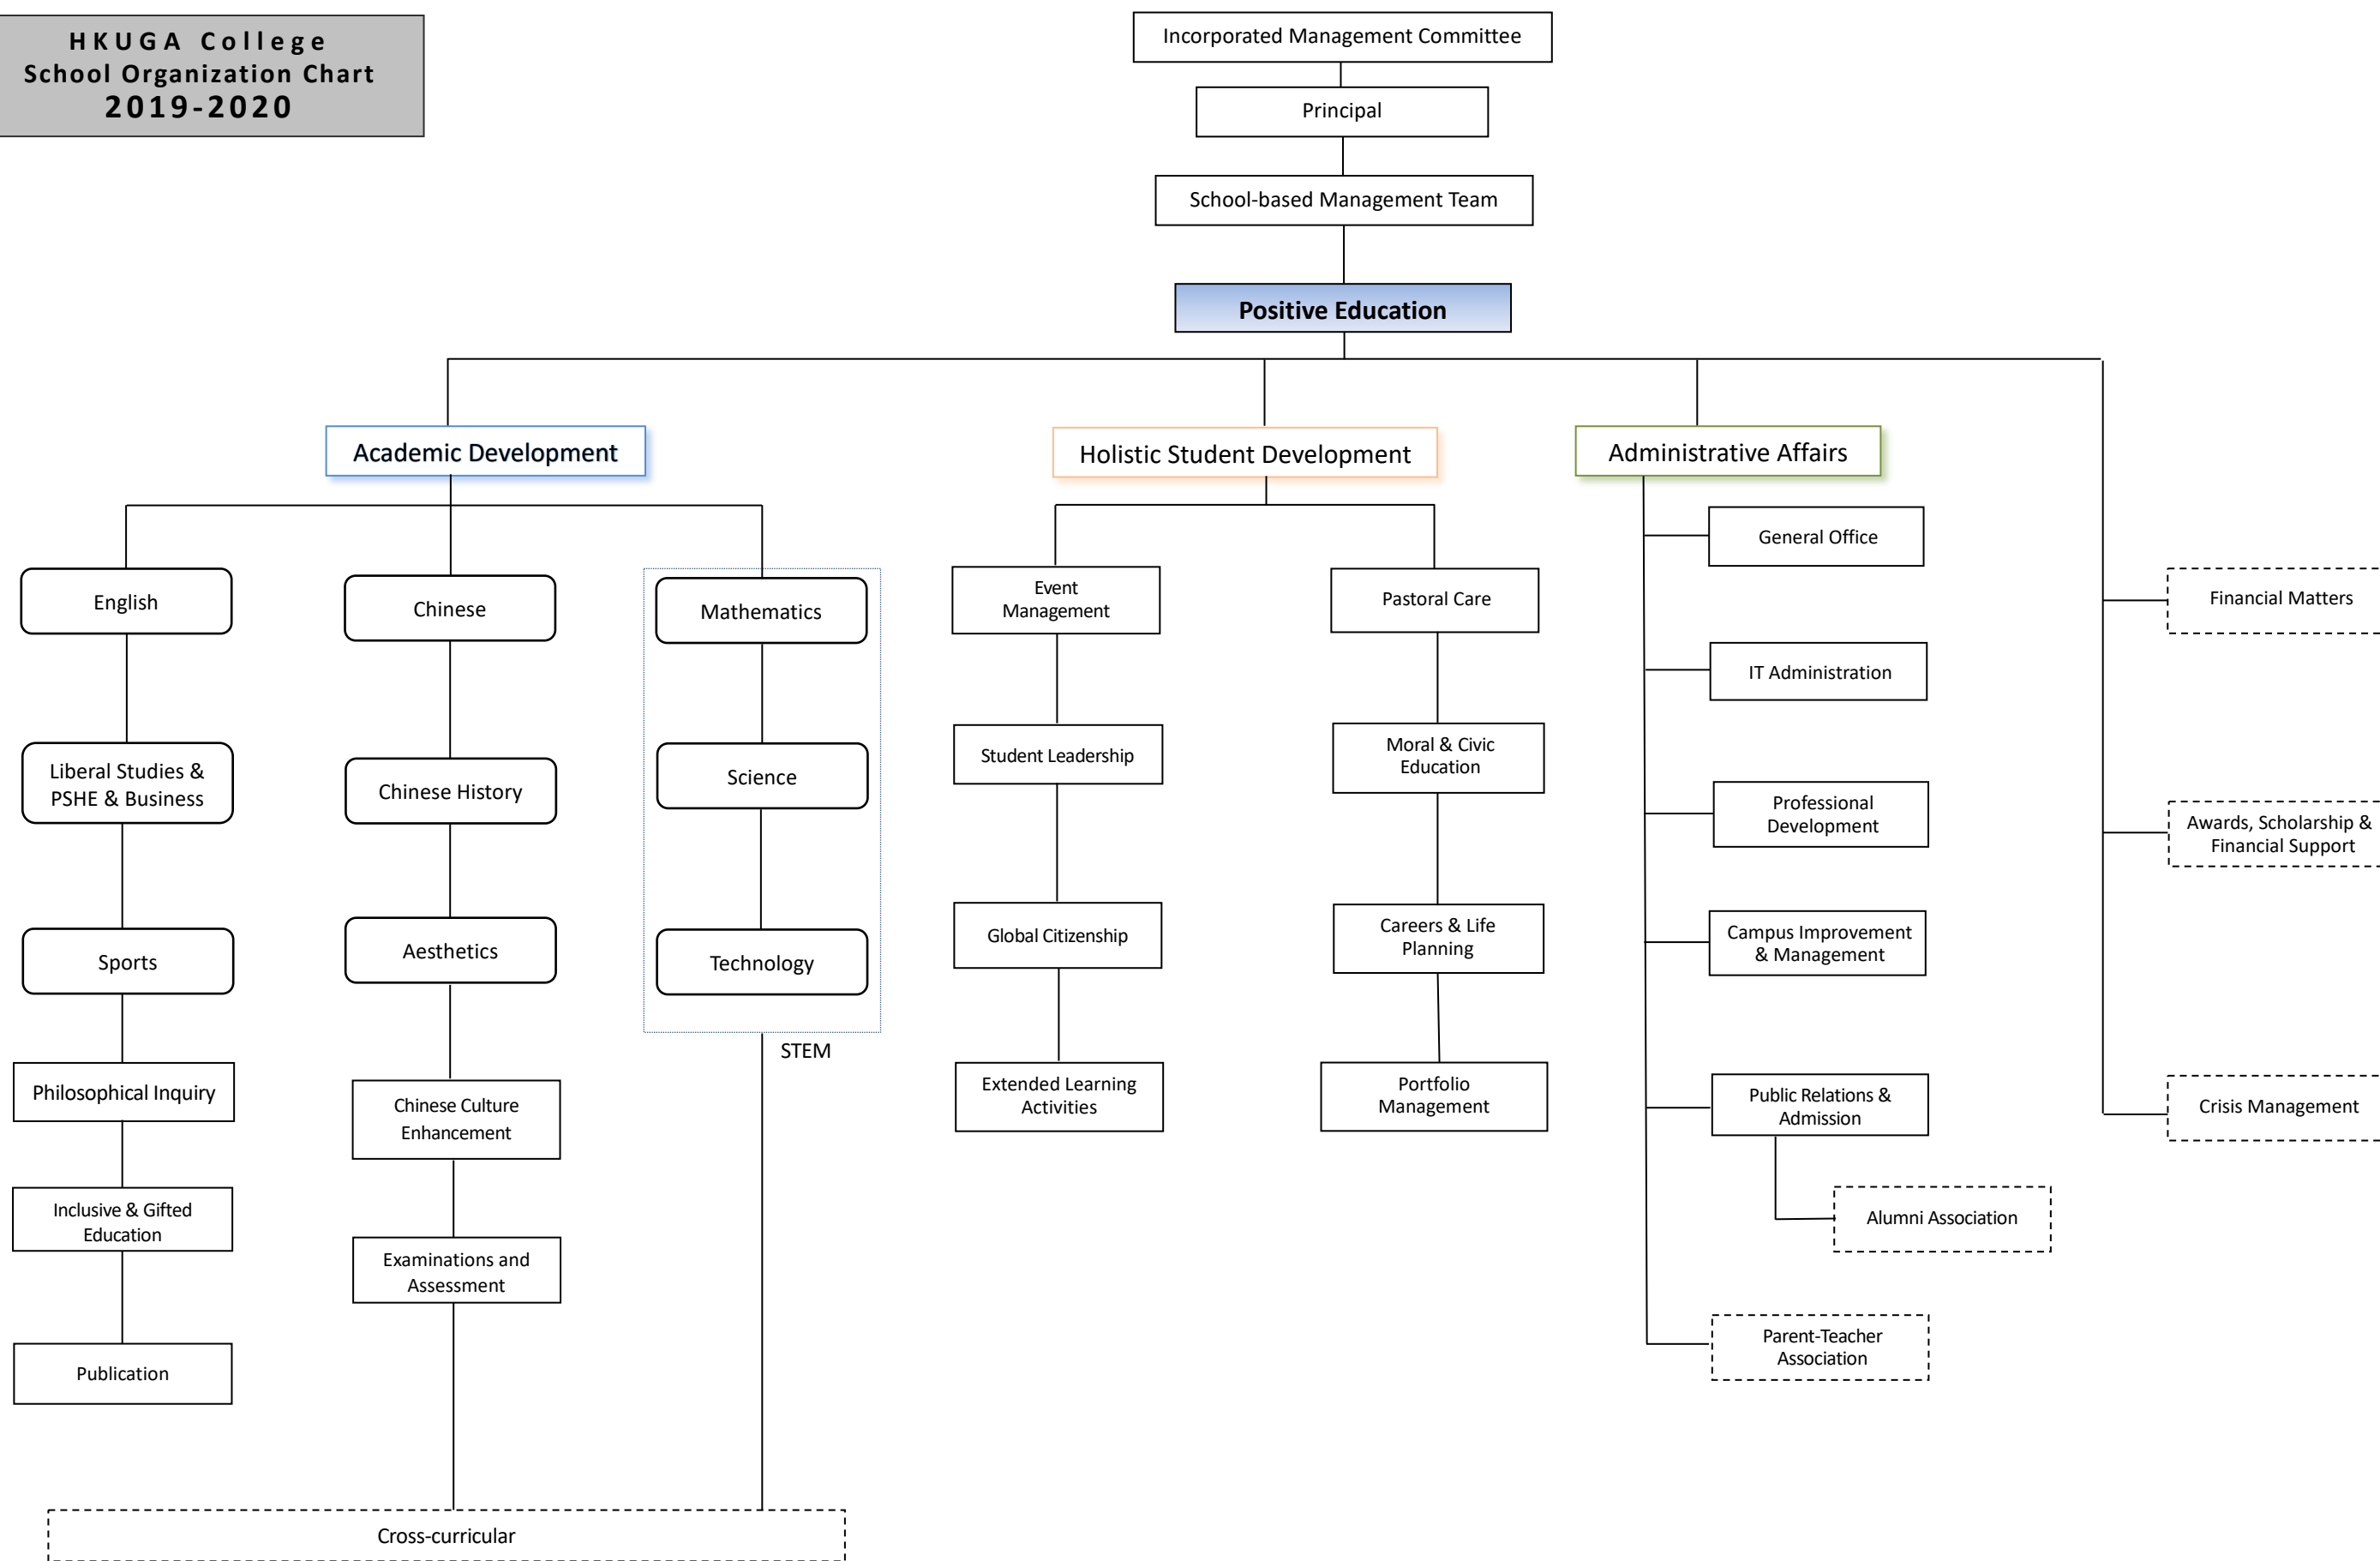 HKUGA College
School Organization Chart
2019-2020
Incorporated Management Committee
Principal
School-based Management Team
Positive Education
Academic Development
Holistic Student Development
Administrative Affairs
English
Liberal Studies &
PSHE & Business
Sports
Philosophical Inquiry
Inclusive & Gifted
Education
Publication
Chinese
Chinese History
Aesthetics
Chinese Culture
Enhancement
Examinations and
Assessment
Mathematics
Science
Technology
STEM
Cross-curricular
Event
Management
Student Leadership
Global Citizenship
Extended Learning
Activities
Pastoral Care
Moral & Civic
Education
Careers & Life
Planning
Portfolio
Management
General Office
IT Administration
Professional
Development
Campus Improvement
& Management
Public Relations &
Admission
Alumni Association
Parent-Teacher
Association
Financial Matters
Awards, Scholarship &
Financial Support
Crisis Management